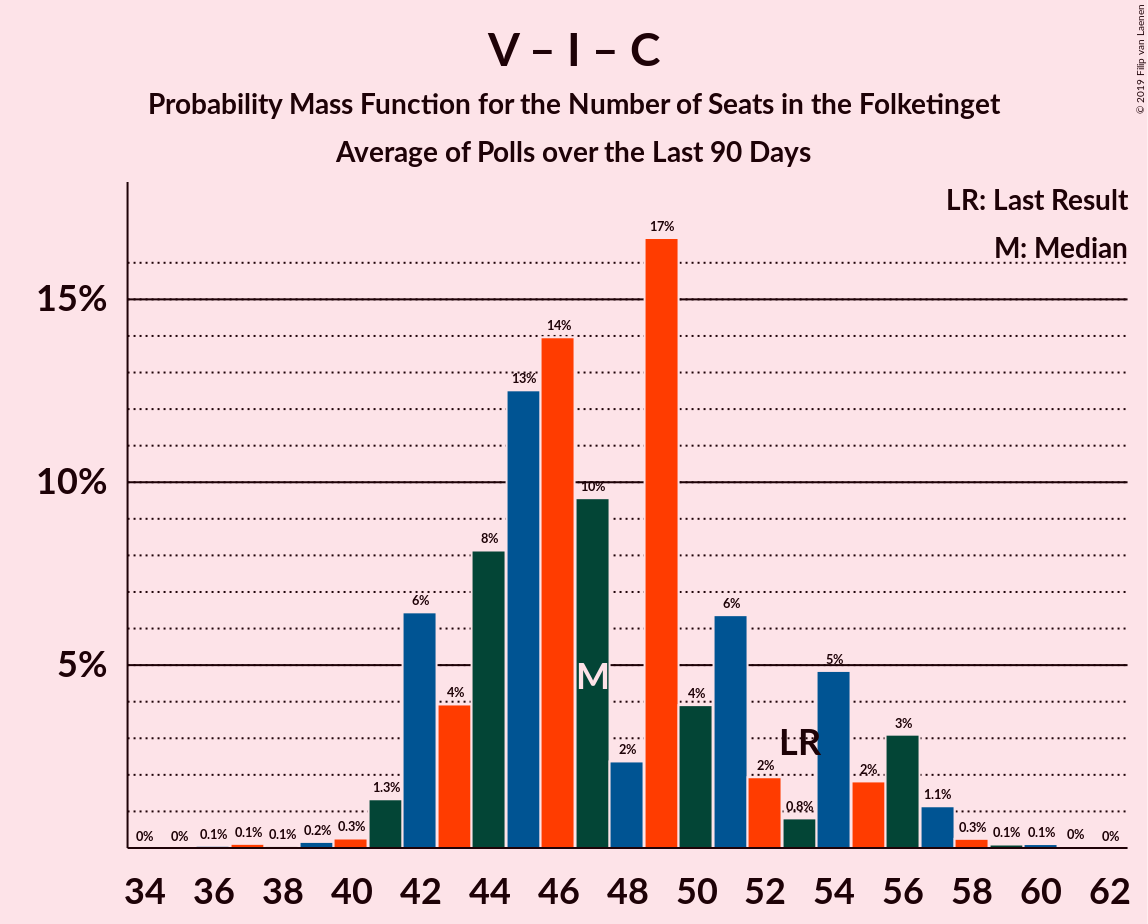 V – I – C
Probability Mass Function for the Number of Seats in the Folketinget
Average of Polls over the Last 90 Days
© 2019 Filip van Laenen
LR: Last Result
M: Median
15%
10%
5%
0% 0% 0.1% 0.1% 0.1% 0.2% 0.3% 1.3% 6% 4% 8% 13% 14% 10% 2% 17% 4% 6% 2% 0.8% 5% 2% 3% 1.1% 0.3% 0.1% 0.1% 0% 0%
M
LR
34 36 38 40 42 44 46 48 50 52 54 56 58 60 62